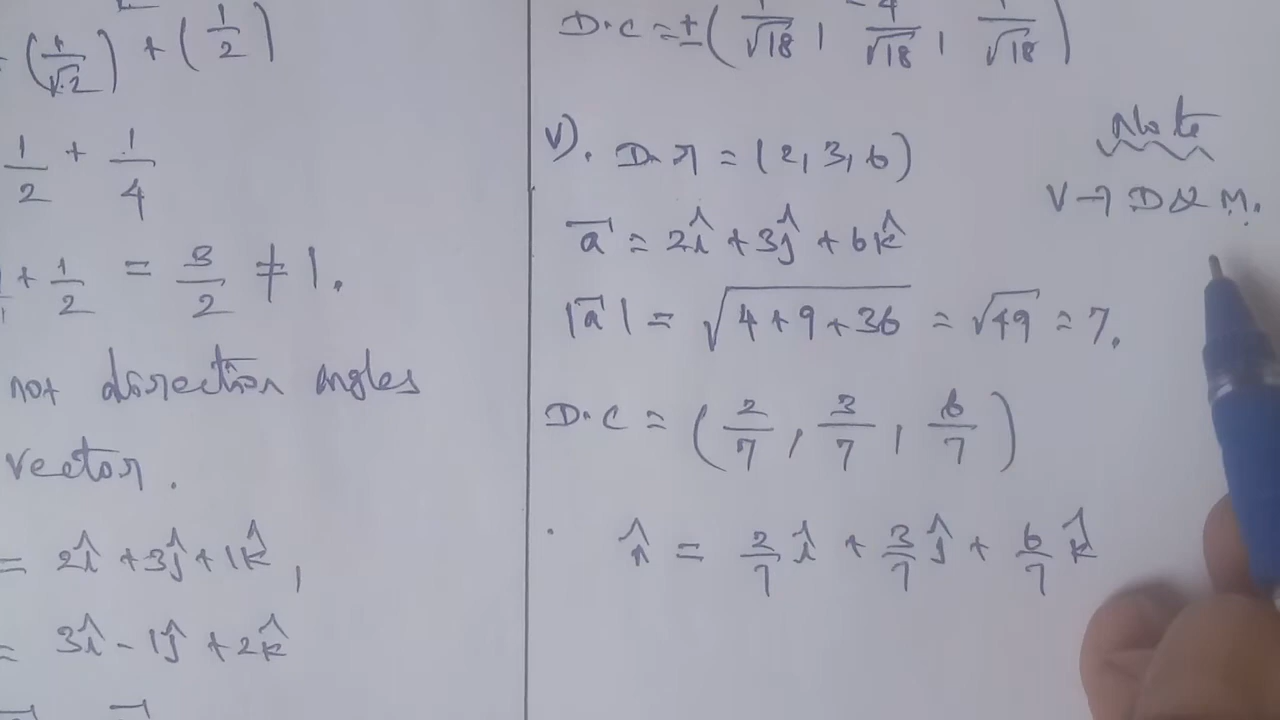 (1/√2)² + (1/2)
1/2 + 1/4
+ 1/2 = 3/2 ≠ 1.
not direction angles
vector.
= 2î + 3ĵ + 1k̂,
= 3î - 1ĵ + 2k̂
D.C = ± (1/√18, -4/√18, 1/√18)
V). D.r = (2, 3, 6)
a = 2î + 3ĵ + 6k̂
|a| = √4+9+36 = √49 = 7.
D.C = (2/7, 3/7, 6/7)
= 2/7 î + 3/7 ĵ + 6/7 k̂
Note
V → D & M.